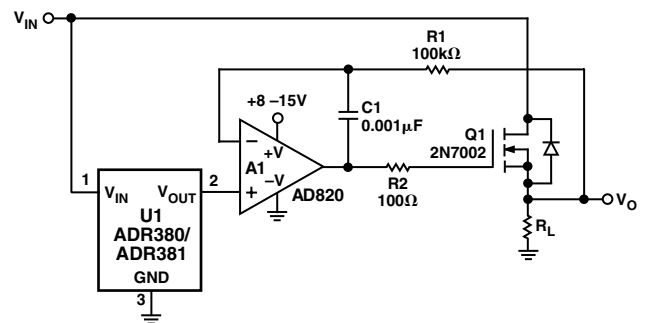 VIN
R1
100kΩ
+8 –15V
C1
0.001μF
Q1
2N7002
–
+V
A1
–V
+
AD820
R2
100Ω
1
VIN
VOUT
2
U1
ADR380/
ADR381
GND
3
VO
RL